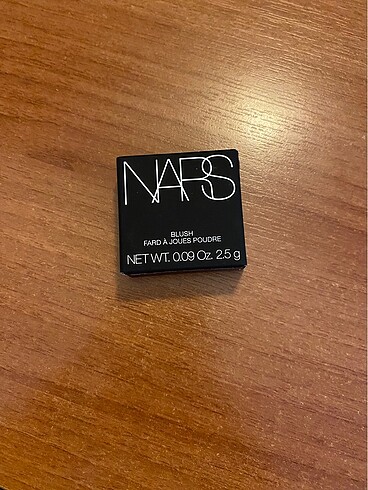 NARS
BLUSH
FARD À JOUES POUDRE
NET WT. 0.09 Oz. 2.5 g